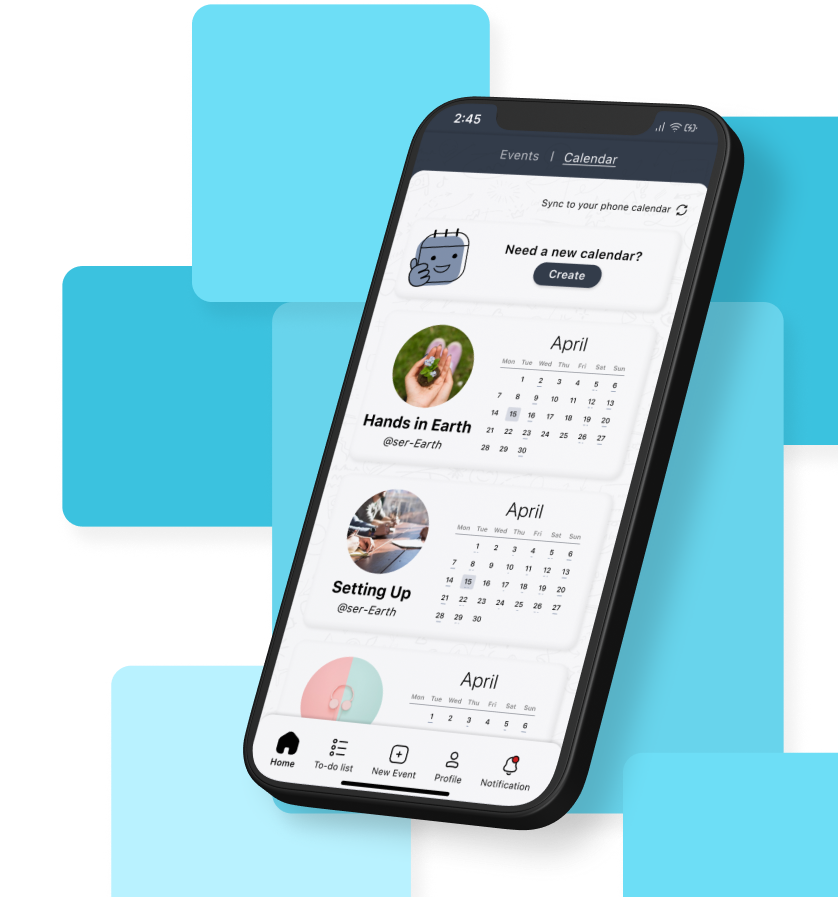 2:45
Events | Calendar
Sync to your phone calendar
Need a new calendar?
Create
April
Mon Tue Wed Thu Fri Sat Sun
1 2 3 4 5 6
7 8 9 10 11 12 13
14 15 16 17 18 19 20
21 22 23 24 25 26 27
28 29 30
Hands in Earth
@ser-Earth
April
Mon Tue Wed Thu Fri Sat Sun
1 2 3 4 5 6
7 8 9 10 11 12 13
14 15 16 17 18 19 20
21 22 23 24 25 26 27
28 29 30
Setting Up
@ser-Earth
April
Mon Tue Wed Thu Fri Sat Sun
1 2 3 4 5 6
Home To-do list New Event Profile Notification